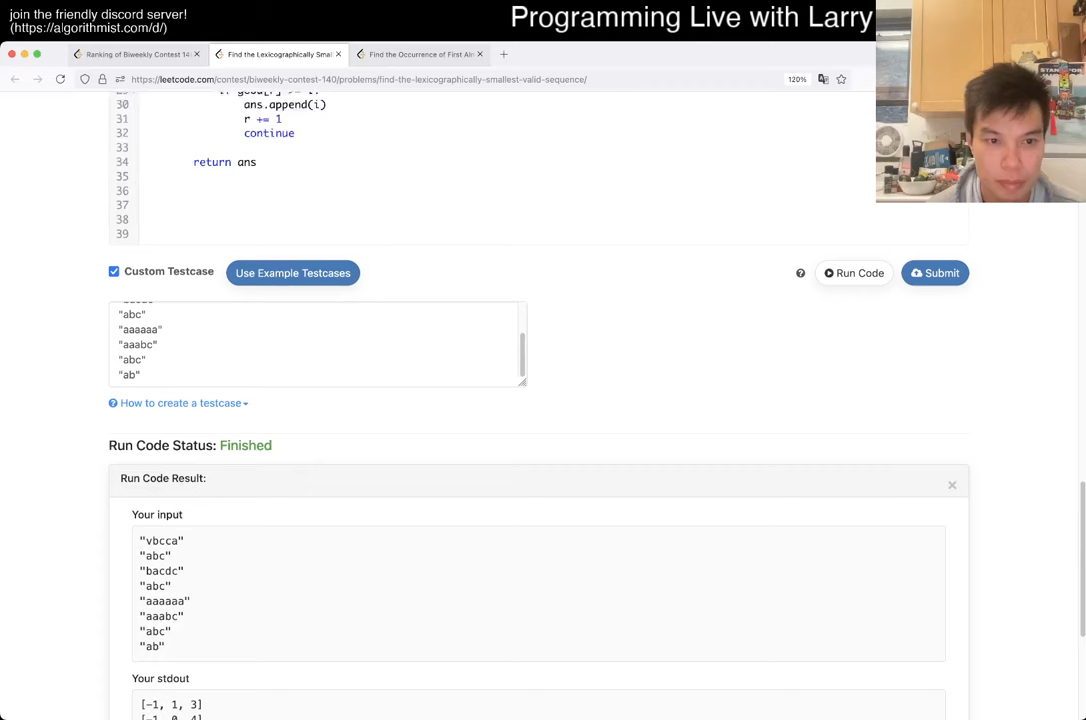 join the friendly discord server!
(https://algorithmist.com/d/)
Programming Live with Larry
Ranking of Biweekly Contest 14
Find the Lexicographically Smal
Find the Occurrence of First Aln
https://leetcode.com/contest/biweekly-contest-140/problems/find-the-lexicographically-smallest-valid-sequence/
120%
30 ans.append(i)
31 r += 1
32 continue
33
34 return ans
35
36
37
38
39
Custom Testcase
Use Example Testcases
Run Code
Submit
"abc"
"aaaaaa"
"aaabc"
"abc"
"ab"
How to create a testcase
Run Code Status: Finished
Run Code Result:
Your input
"vbcca"
"abc"
"bacdc"
"abc"
"aaaaaa"
"aaabc"
"abc"
"ab"
Your stdout
[-1, 1, 3]